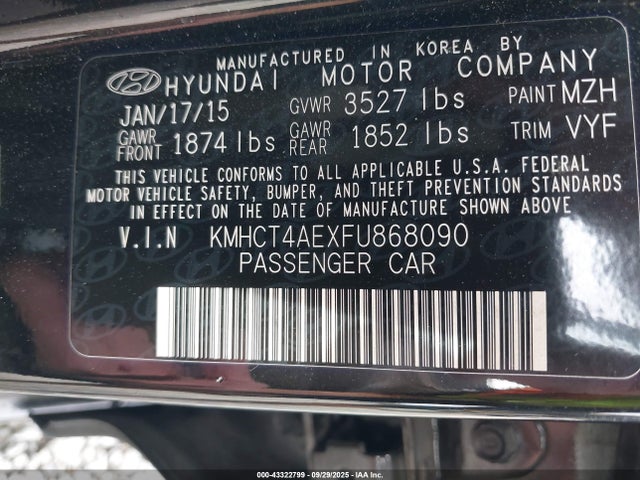 MANUFACTURED IN KOREA BY
HYUNDAI MOTOR COMPANY
JAN/17/15 GVWR 3527 lbs PAINT MZH
GAWR FRONT 1874 lbs GAWR REAR 1852 lbs TRIM VYF
THIS VEHICLE CONFORMS TO ALL APPLICABLE U.S.A. FEDERAL
MOTOR VEHICLE SAFETY, BUMPER, AND THEFT PREVENTION STANDARDS
IN EFFECT ON THE DATE OF MANUFACTURE SHOWN ABOVE
V.I.N KMHCT4AEXFU868090
PASSENGER CAR
000-43322799 | 09/29/2025 | IAA Inc.